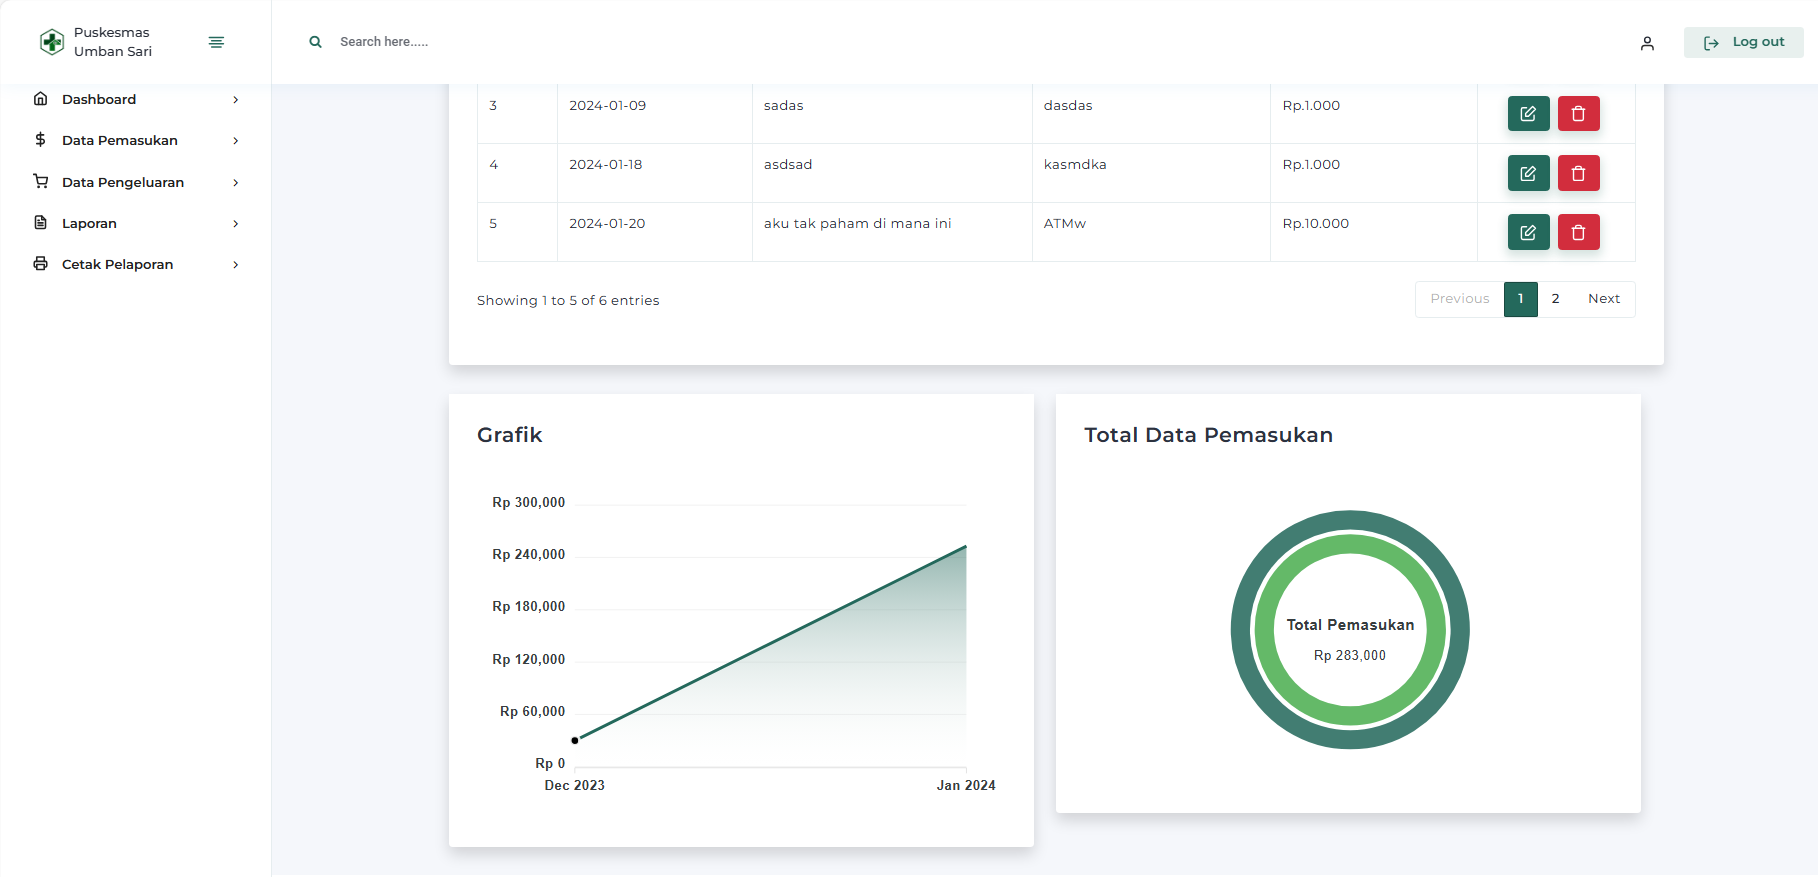 Puskesmas
Umban Sari
Search here.....
Log out
Dashboard
Data Pemasukan
Data Pengeluaran
Laporan
Cetak Pelaporan
3 2024-01-09 sadas dasdas Rp.1.000
4 2024-01-18 asdsad kasmdka Rp.1.000
5 2024-01-20 aku tak paham di mana ini ATMw Rp.10.000
Showing 1 to 5 of 6 entries
Previous 1 2 Next
Grafik
Rp 300,000
Rp 240,000
Rp 180,000
Rp 120,000
Rp 60,000
Rp 0
Dec 2023 Jan 2024
Total Data Pemasukan
Total Pemasukan
Rp 283,000